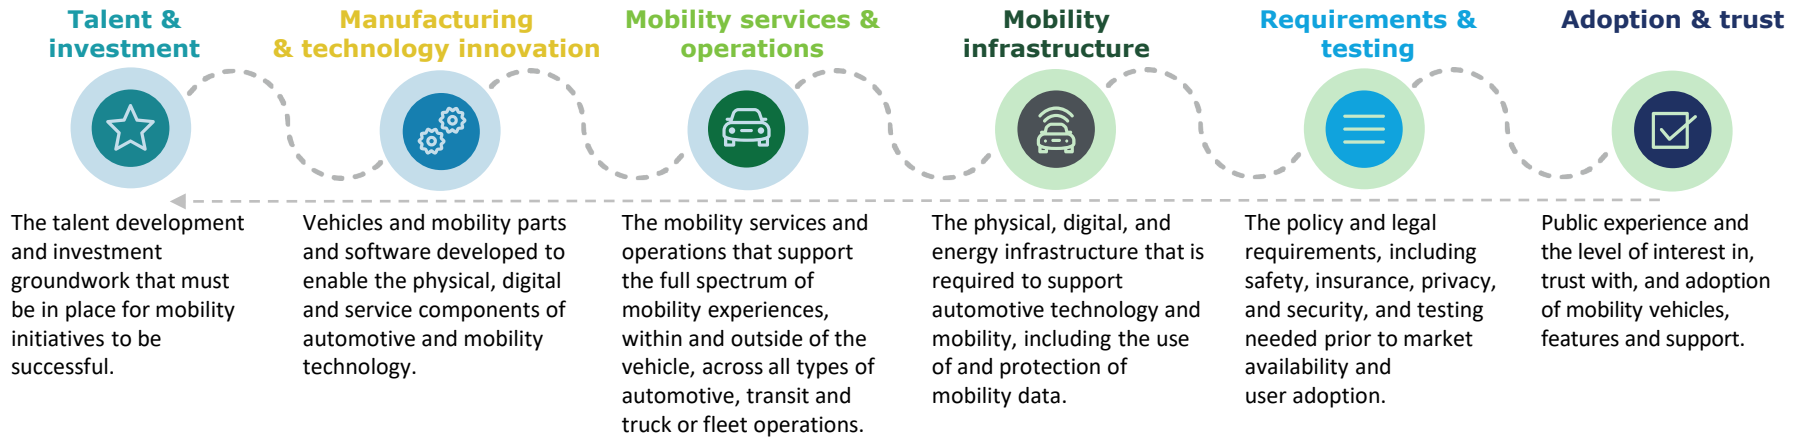 Talent &
investment
The talent development
and investment
groundwork that must
be in place for mobility
initiatives to be
successful.
Manufacturing
& technology innovation
Vehicles and mobility parts
and software developed to
enable the physical, digital
and service components of
automotive and mobility
technology.
Mobility services &
operations
The mobility services and
operations that support
the full spectrum of
mobility experiences,
within and outside of the
vehicle, across all types of
automotive, transit and
truck or fleet operations.
Mobility
infrastructure
The physical, digital, and
energy infrastructure that is
required to support
automotive technology and
mobility, including the use
of and protection of
mobility data.
Requirements &
testing
The policy and legal
requirements, including
safety, insurance, privacy,
and security, and testing
needed prior to market
availability and
user adoption.
Adoption & trust
Public experience and
the level of interest in,
trust with, and adoption
of mobility vehicles,
features and support.